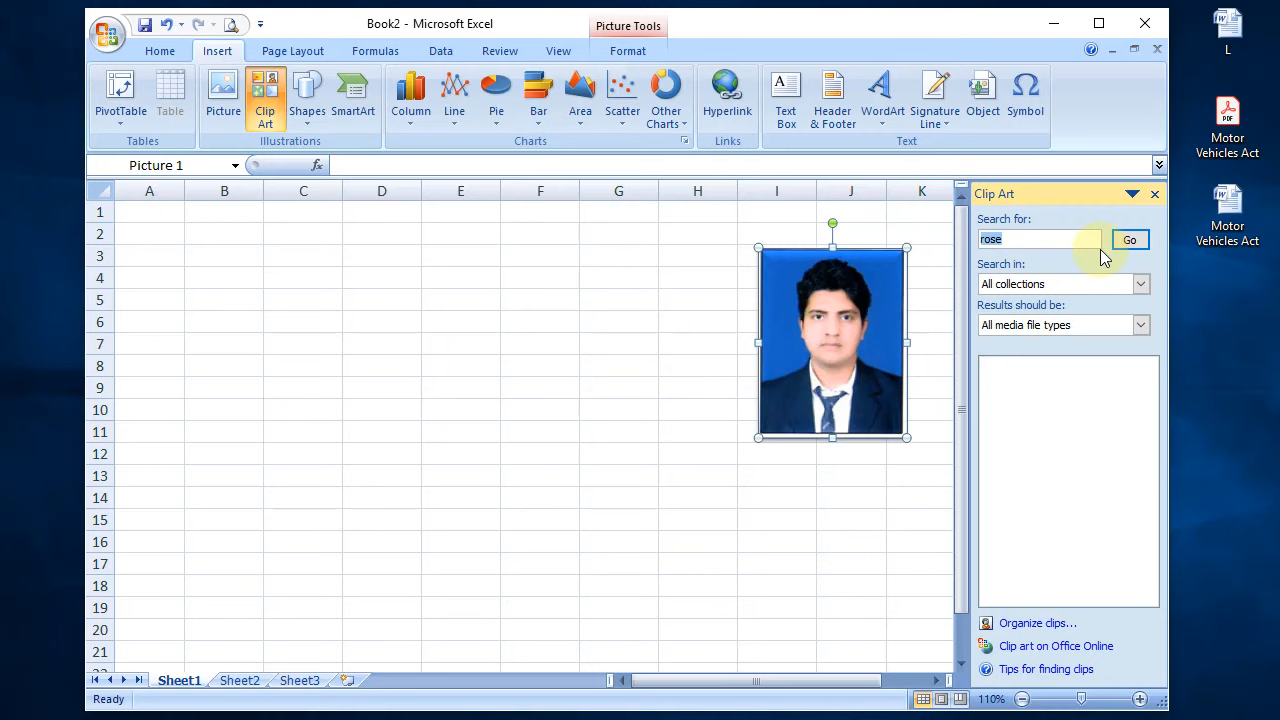 Book2 - Microsoft Excel
Picture Tools
Home Insert Page Layout Formulas Data Review View Format
PivotTable Table Picture Clip Art Shapes SmartArt Column Line Pie Bar Area Scatter Other Charts Hyperlink Text Box Header & Footer WordArt Signature Line Object Symbol
Tables Illustrations Charts Links Text
Picture 1 fx
A B C D E F G H I J K
1
2
3
4
5
6
7
8
9
10
11
12
13
14
15
16
17
18
19
20
21
Clip Art
Search for:
rose Go
Search in:
All collections
Results should be:
All media file types
Organize clips...
Clip art on Office Online
Tips for finding clips
Sheet1 Sheet2 Sheet3
Ready 110%
L
PDF
Motor
Vehicles Act
Motor
Vehicles Act